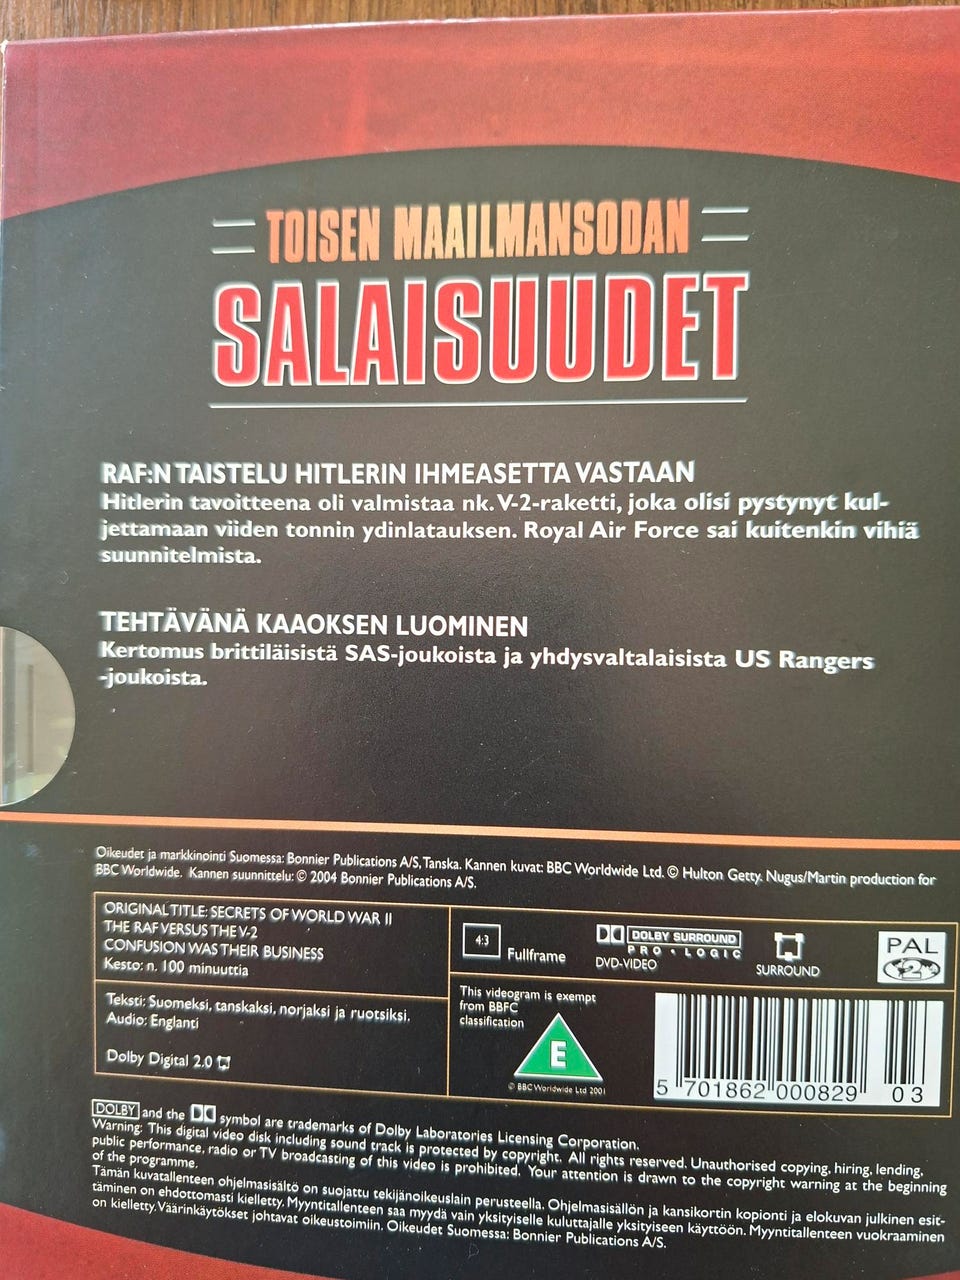 TOISEN MAAILMANSODAN
SALAISUUDET
RAF:N TAISTELU HITLERIN IHMEASETTA VASTAAN
Hitlerin tavoitteena oli valmistaa nk. V-2-raketti, joka olisi pystynyt kul-
jettamaan viiden tonnin ydinlatauksen. Royal Air Force sai kuitenkin vihiä
suunnitelmista.
TEHTÄVÄNÄ KAAOKSEN LUOMINEN
Kertomus brittiläisistä SAS-joukoista ja yhdysvaltalaisista US Rangers
-joukoista.
Oikeudet ja markkinointi Suomessa: Bonnier Publications A/S, Tanska. Kannen kuvat: BBC Worldwide Ltd. © Hulton Getty. Nugus/Martin production for
BBC Worldwide. Kannen suunnittelu: © 2004 Bonnier Publications A/S.
ORIGINAL TITLE: SECRETS OF WORLD WAR II
THE RAF VERSUS THE V-2
CONFUSION WAS THEIR BUSINESS
Kesto: n. 100 minuuttia
Teksti: Suomeksi, tanskaksi, norjaksi ja ruotsiksi.
Audio: Englanti
Dolby Digital 2.0
4:3 Fullframe
DOLBY SURROUND
PRO · LOGIC
DVD-VIDEO
SURROUND
PAL
2
This videogram is exempt
from BBFC
classification
E
© BBC Worldwide Ltd 2001
5 701862 000829 03
DOLBY and the DD symbol are trademarks of Dolby Laboratories Licensing Corporation.
Warning: This digital video disk including sound track is protected by copyright. All rights reserved. Unauthorised copying, hiring, lending,
public performance, radio or TV broadcasting of this video is prohibited. Your attention is drawn to the copyright warning at the beginning
of the programme.
Tämän kuvatallenteen ohjelmasisältö on suojattu tekijänoikeuslain perusteella. Ohjelmasisällön ja kansikortin kopionti ja elokuvan julkinen esit-
täminen on ehdottomasti kielletty. Myyntitallenteen saa myydä vain yksityiselle kuluttajalle yksityiseen käyttöön. Myyntitallenteen vuokraaminen
on kielletty. Väärinkäytökset johtavat oikeustoimiin. Oikeudet Suomessa: Bonnier Publications A/S.